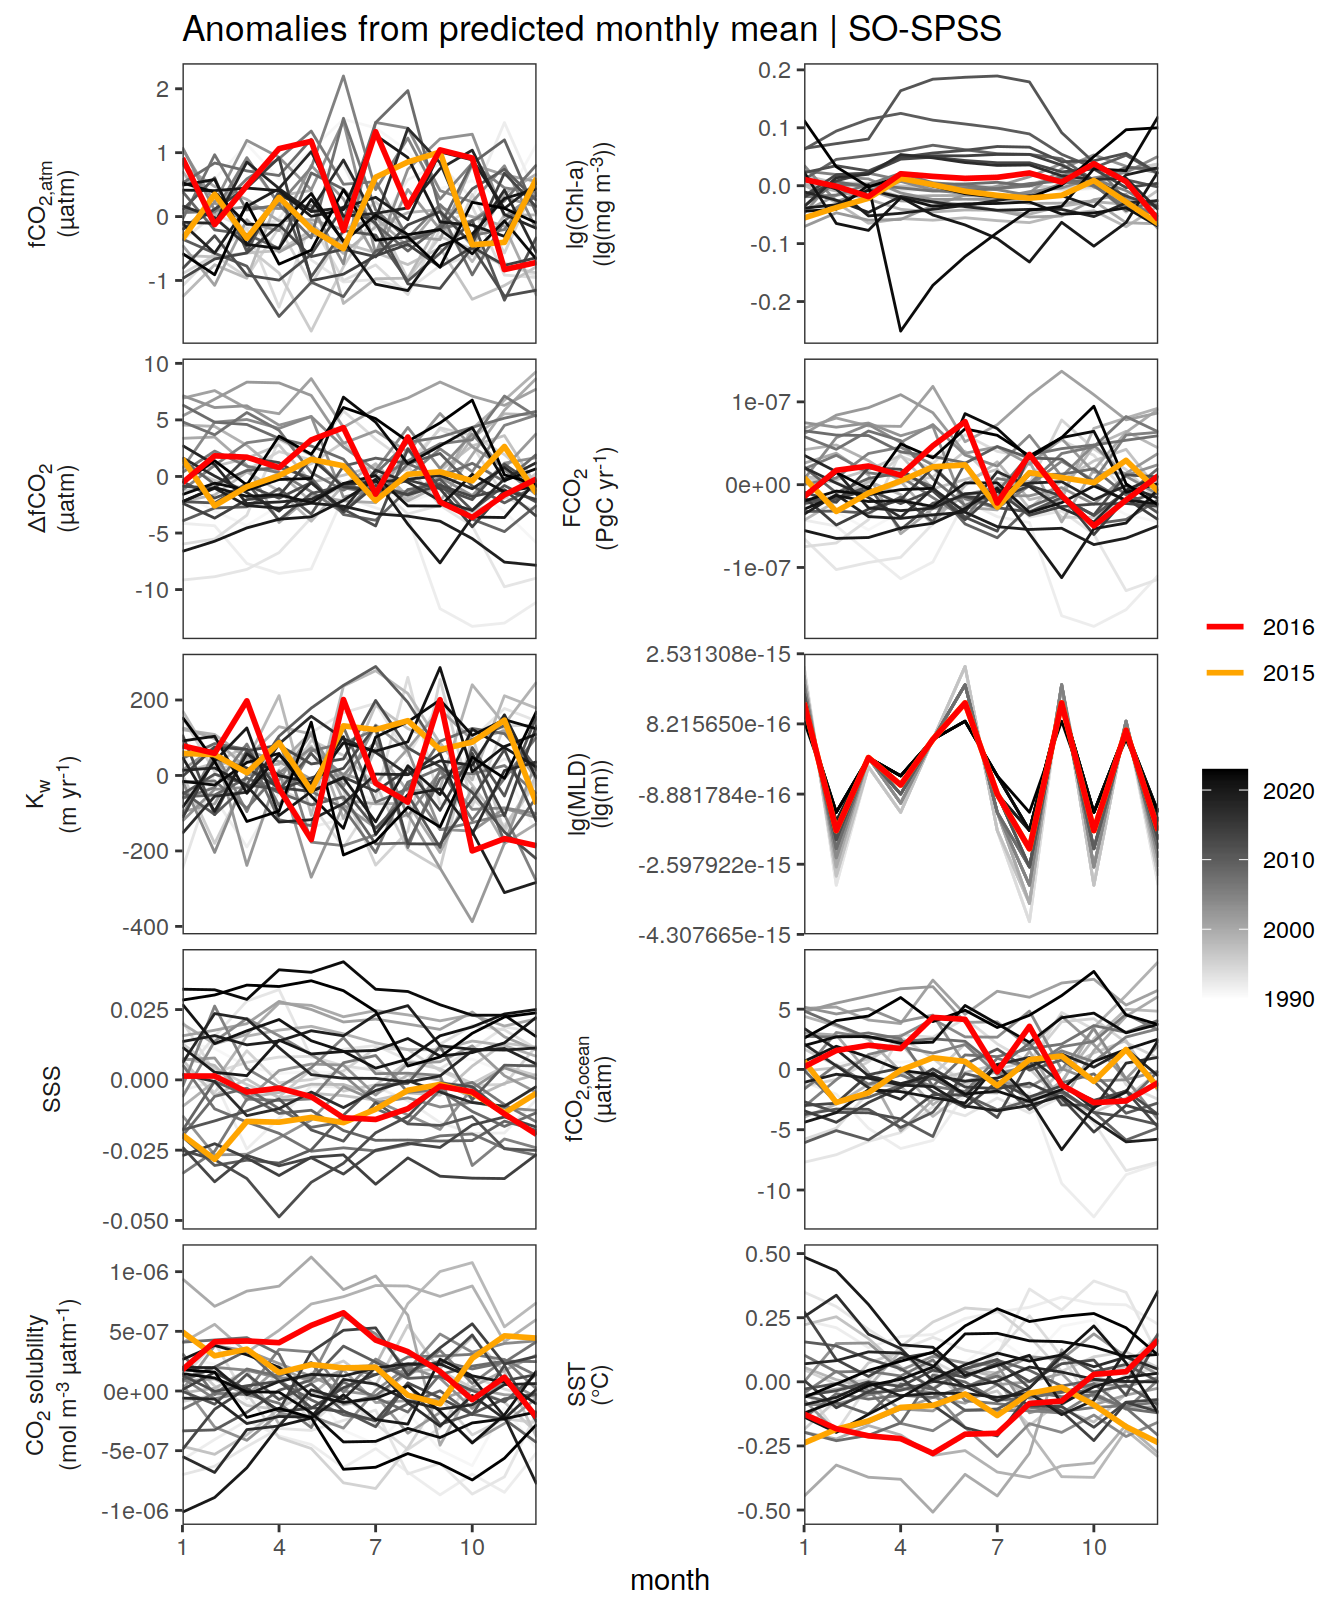 Anomalies from predicted monthly mean | SO-SPSS
fCO2,atm
(µatm)
2
1
0
-1
lg(Chl-a)
(lg(mg m-3))
0.2
0.1
0.0
-0.1
-0.2
ΔfCO2
(µatm)
10
5
0
-5
-10
FCO2
(PgC yr-1)
1e-07
0e+00
-1e-07
Kw
(m yr-1)
200
0
-200
-400
lg(MLD)
(lg(m))
2.531308e-15
8.215650e-16
-8.881784e-16
-2.597922e-15
-4.307665e-15
SSS
0.025
0.000
-0.025
-0.050
fCO2,ocean
(µatm)
5
0
-5
-10
CO2 solubility
(mol m-3 µatm-1)
1e-06
5e-07
0e+00
-5e-07
-1e-06
SST
(°C)
0.50
0.25
0.00
-0.25
-0.50
1 4 7 10
1 4 7 10
month
2016
2015
2020
2010
2000
1990